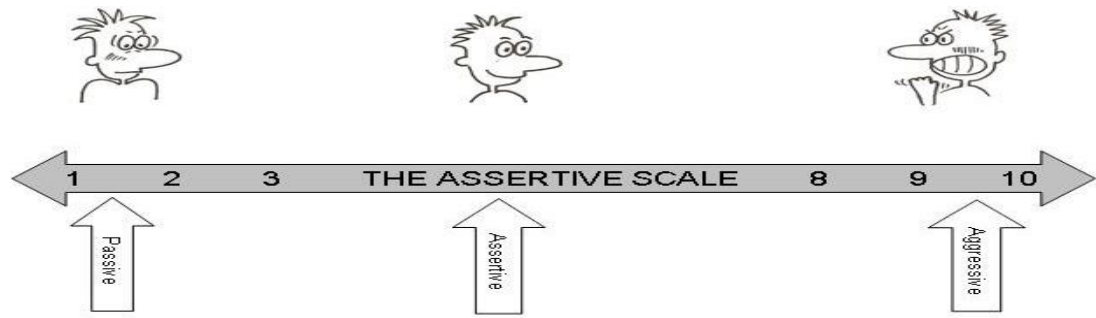 1 2 3 THE ASSERTIVE SCALE 8 9 10
Passive
Assertive
Aggressive